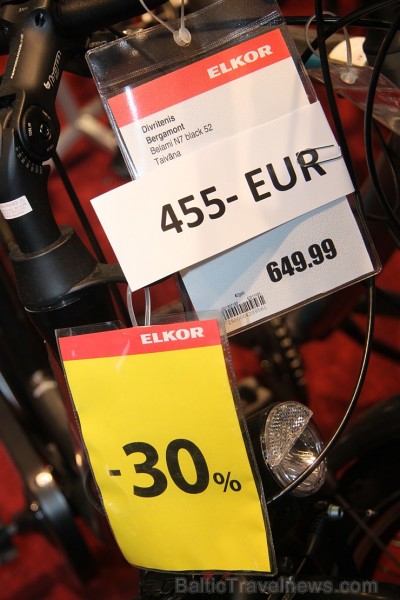 ELKOR
Divritenis
Bergamont
Belami N7 black 52
Taivāna
455- EUR
649.99
ELKOR
-30%
BalticTravelnews.com